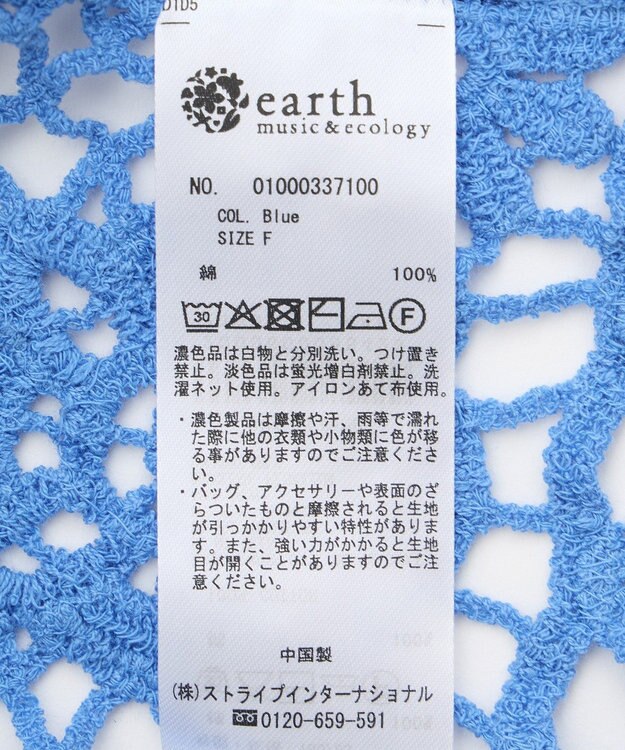 D1D5
earth
music&ecology
NO. 01000337100
COL. Blue
SIZE F
綿 100%
30 F
濃色品は白物と分別洗い。つけ置き
禁止。淡色品は蛍光増白剤禁止。洗
濯ネット使用。アイロンあて布使用。
・濃色製品は摩擦や汗、雨等で濡れ
た際に他の衣類や小物類に色が移
る事がありますのでご注意くださ
い。
・バッグ、アクセサリーや表面のざ
らついたものと摩擦されると生地
が引っかかりやすい特性がありま
す。また、強い力がかかると生地
目が開くことがありますのでご注
意ください。
中国製
(株)ストライプインターナショナル
0120-659-591